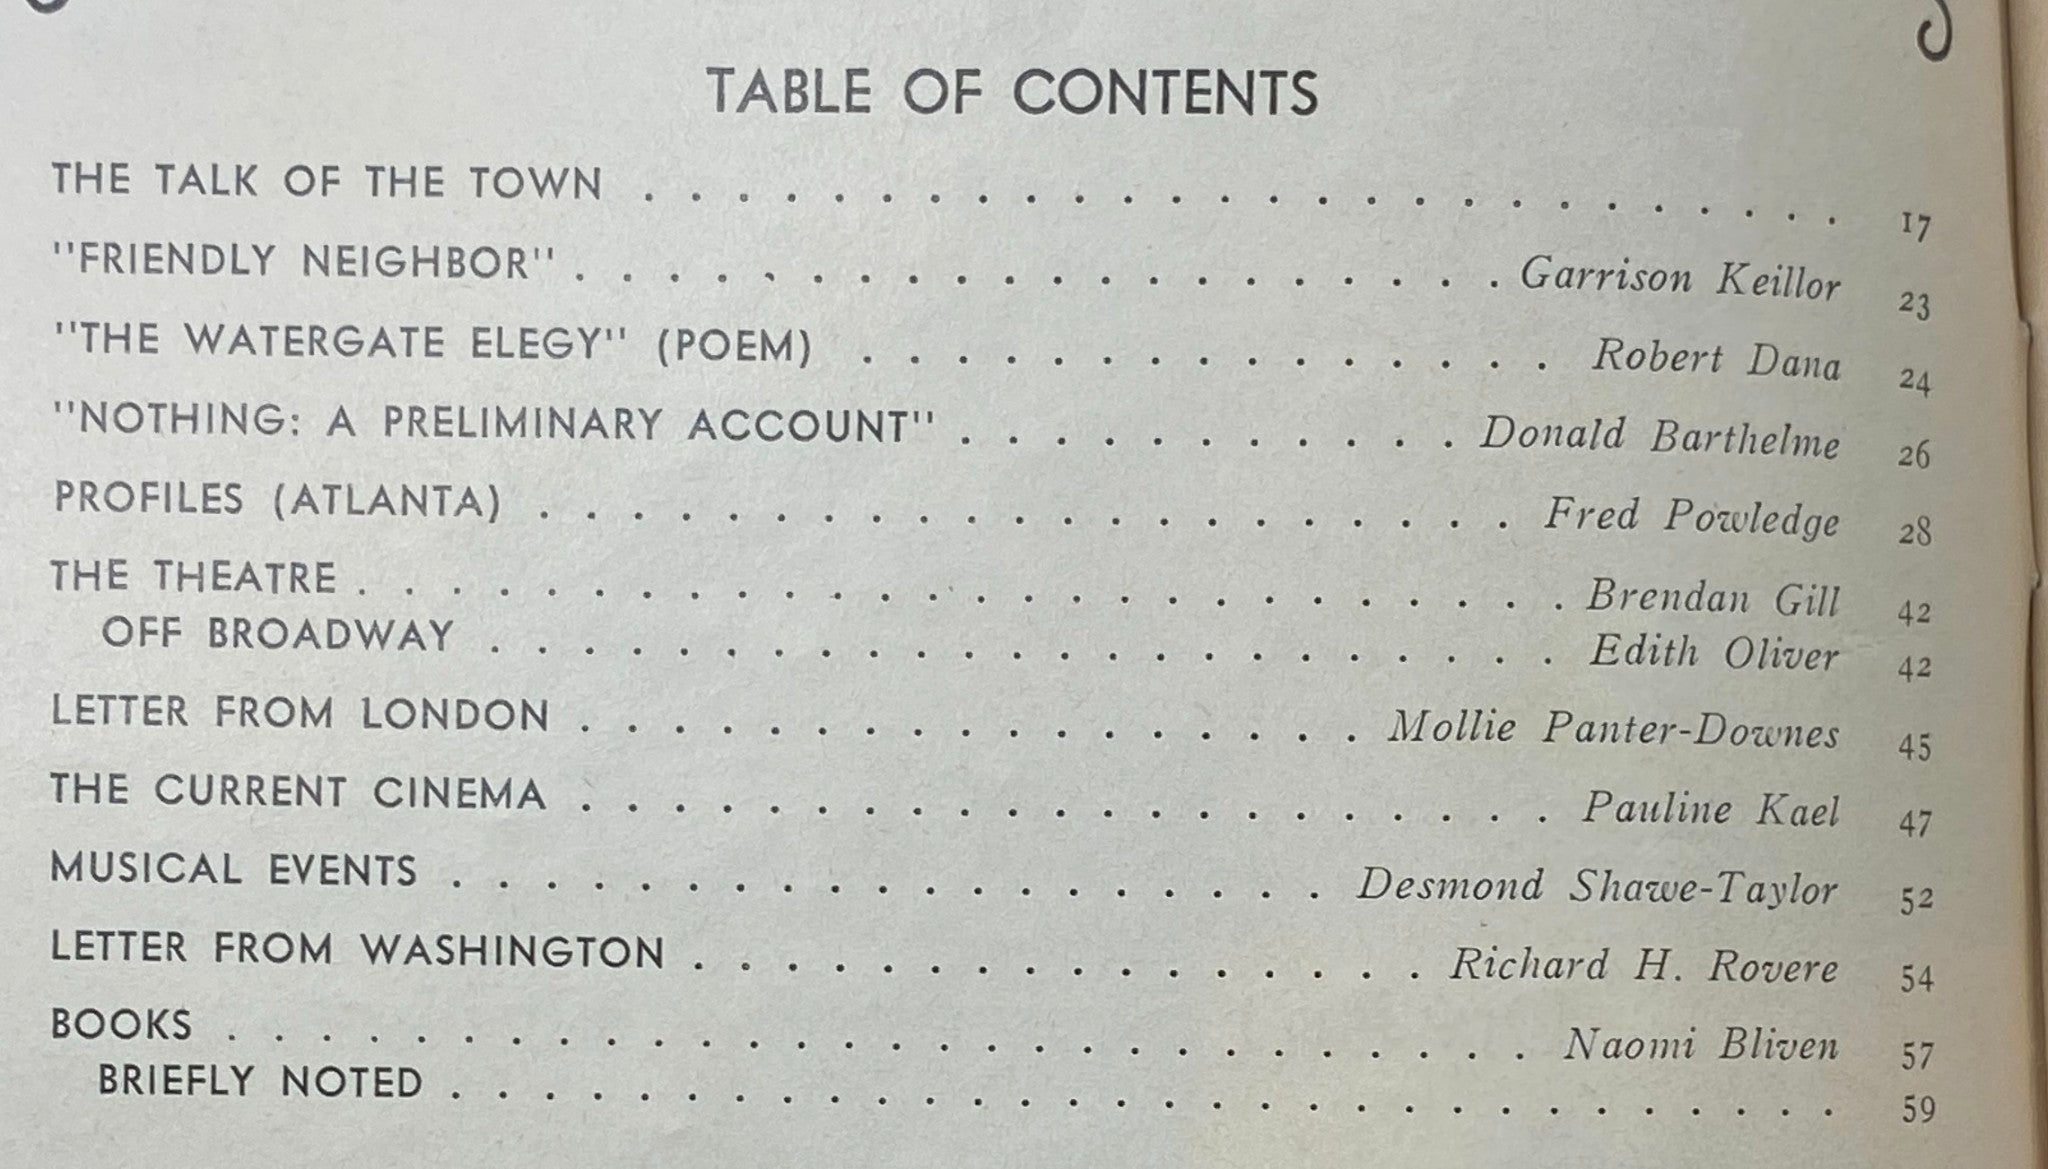 TABLE OF CONTENTS
THE TALK OF THE TOWN . . . . . . . . . . . . . . . . . . . . . . . . . . 17
"FRIENDLY NEIGHBOR" . . . . . . . . . . . . . . . . . . . . Garrison Keillor 23
"THE WATERGATE ELEGY" (POEM) . . . . . . . . . . . . . . . Robert Dana 24
"NOTHING: A PRELIMINARY ACCOUNT" . . . . . . . . . . . Donald Barthelme 26
PROFILES (ATLANTA) . . . . . . . . . . . . . . . . . . . . . Fred Powledge 28
THE THEATRE . . . . . . . . . . . . . . . . . . . . . . . . . . Brendan Gill 42
OFF BROADWAY . . . . . . . . . . . . . . . . . . . . . . . Edith Oliver 42
LETTER FROM LONDON . . . . . . . . . . . . . . . . . Mollie Panter-Downes 45
THE CURRENT CINEMA . . . . . . . . . . . . . . . . . . . . . Pauline Kael 47
MUSICAL EVENTS . . . . . . . . . . . . . . . . . . . Desmond Shawe-Taylor 52
LETTER FROM WASHINGTON . . . . . . . . . . . . . . . . Richard H. Rovere 54
BOOKS . . . . . . . . . . . . . . . . . . . . . . . . . . . . Naomi Bliven 57
BRIEFLY NOTED . . . . . . . . . . . . . . . . . . . . . . . . . . . . . . 59